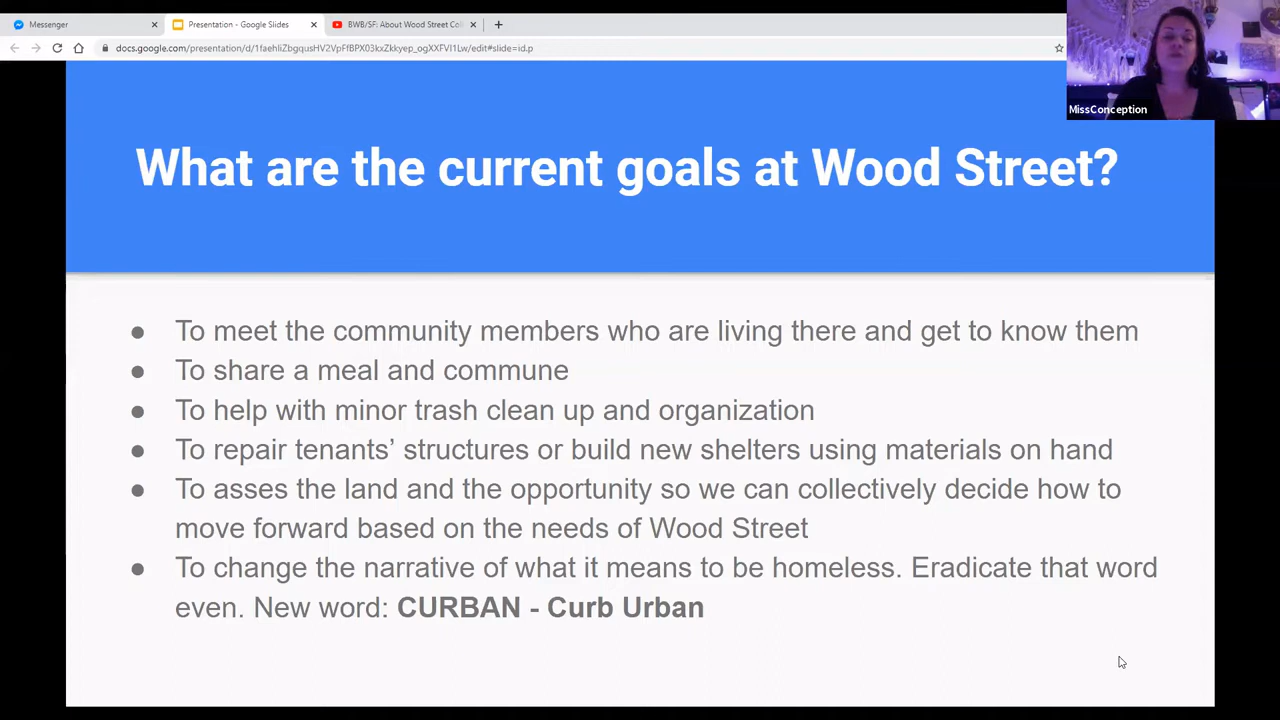 Messenger
Presentation - Google Slides
BWB/SF: About Wood Street Col
docs.google.com/presentation/d/1faehIiZbgqusHV2VpFfBPX03kxZkkyep_ogXXFVI1Lw/edit#slide=id.p
MissConception
What are the current goals at Wood Street?
● To meet the community members who are living there and get to know them
● To share a meal and commune
● To help with minor trash clean up and organization
● To repair tenants’ structures or build new shelters using materials on hand
● To asses the land and the opportunity so we can collectively decide how to
move forward based on the needs of Wood Street
● To change the narrative of what it means to be homeless. Eradicate that word
even. New word: CURBAN - Curb Urban